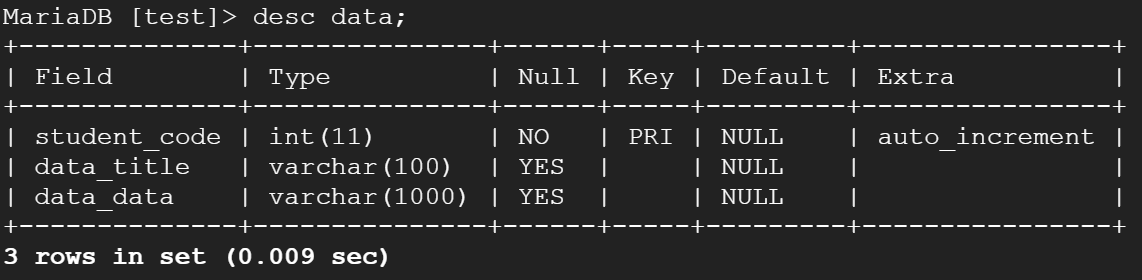 MariaDB [test]> desc data;
+--------------+---------------+------+-----+---------+----------------+
| Field        | Type          | Null | Key | Default | Extra          |
+--------------+---------------+------+-----+---------+----------------+
| student_code | int(11)       | NO   | PRI | NULL    | auto_increment |
| data_title   | varchar(100)  | YES  |     | NULL    |                |
| data_data    | varchar(1000) | YES  |     | NULL    |                |
+--------------+---------------+------+-----+---------+----------------+
3 rows in set (0.009 sec)